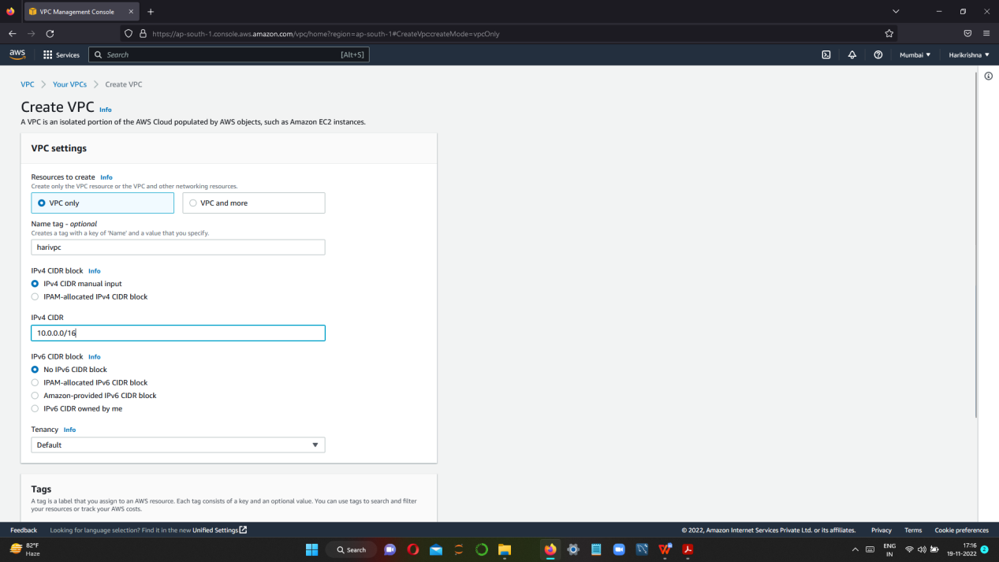 VPC Management Console
https://ap-south-1.console.aws.amazon.com/vpc/home?region=ap-south-1#CreateVpc:createMode=vpcOnly
aws
Services
Search
[Alt+S]
Mumbai
Harikrishna
VPC
Your VPCs
Create VPC
Create VPC Info
A VPC is an isolated portion of the AWS Cloud populated by AWS objects, such as Amazon EC2 instances.
VPC settings
Resources to create Info
Create only the VPC resource or the VPC and other networking resources.
VPC only
VPC and more
Name tag - optional
Creates a tag with a key of 'Name' and a value that you specify.
harivpc
IPv4 CIDR block Info
IPv4 CIDR manual input
IPAM-allocated IPv4 CIDR block
IPv4 CIDR
10.0.0.0/16
IPv6 CIDR block Info
No IPv6 CIDR block
IPAM-allocated IPv6 CIDR block
Amazon-provided IPv6 CIDR block
IPv6 CIDR owned by me
Tenancy Info
Default
Tags
A tag is a label that you assign to an AWS resource. Each tag consists of a key and an optional value. You can use tags to search and filter
your resources or track your AWS costs.
Feedback
Looking for language selection? Find it in the new Unified Settings
© 2022, Amazon Internet Services Private Ltd. or its affiliates.
Privacy
Terms
Cookie preferences
82°F
Haze
Search
ENG
IN
17:16
19-11-2022
2